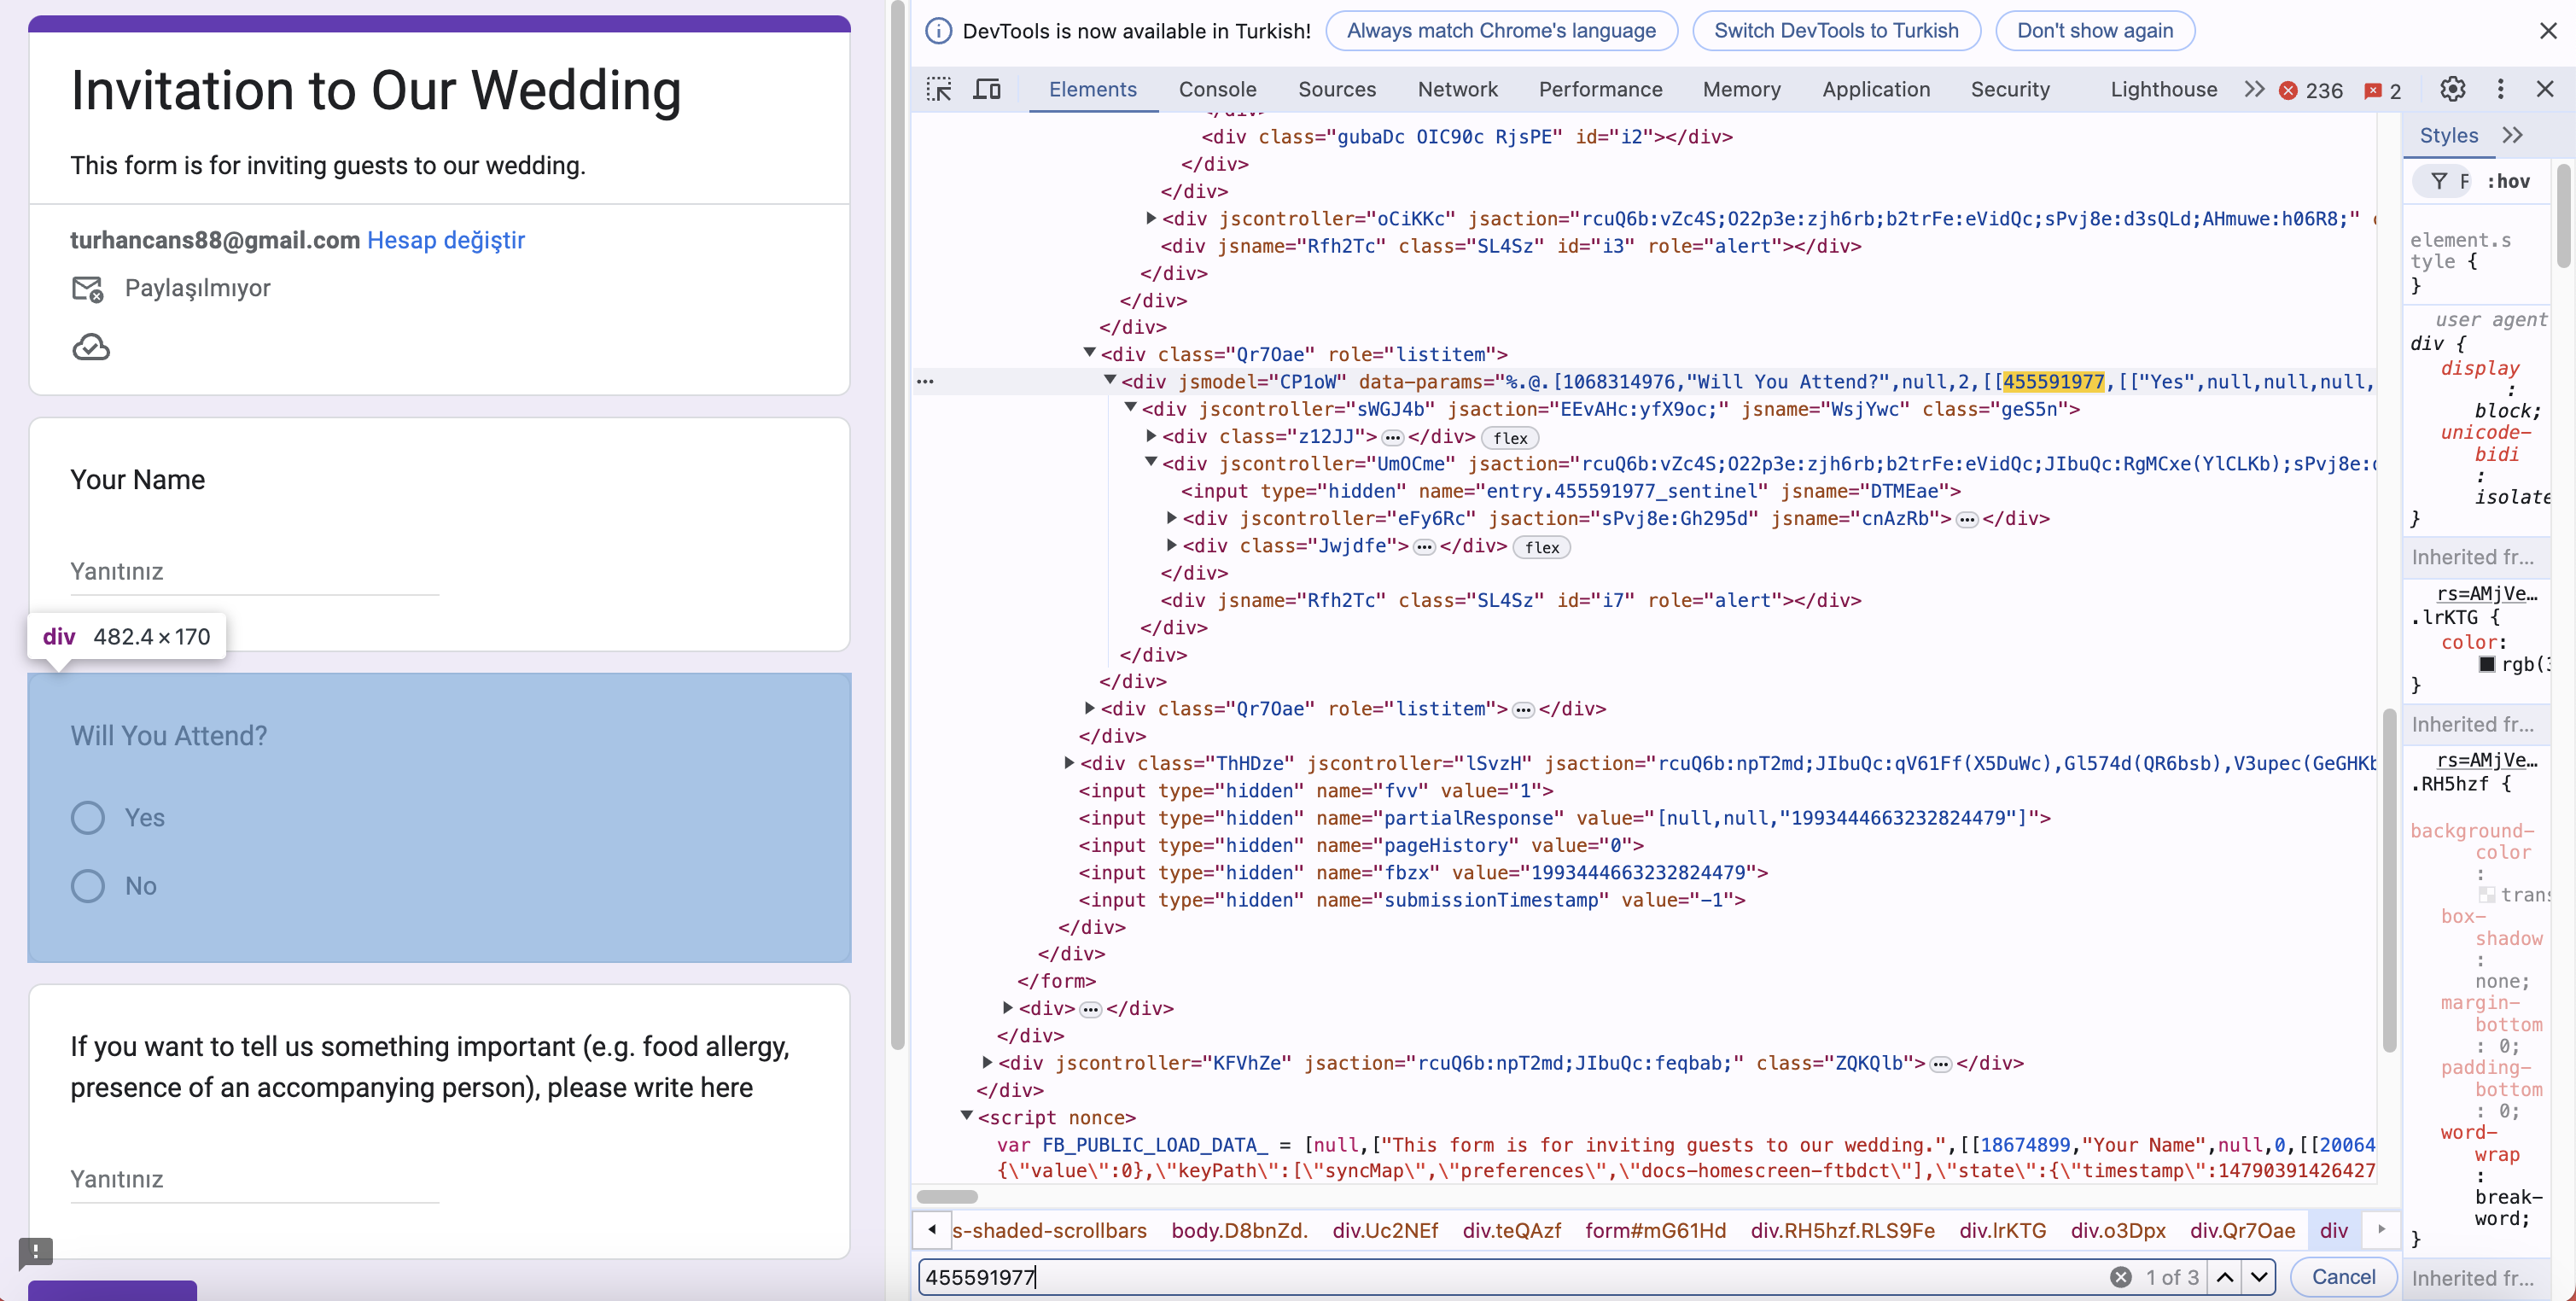 Invitation to Our Wedding
This form is for inviting guests to our wedding.
turhancans88@gmail.com Hesap değiştir
Paylaşılmıyor
Your Name
Yanıtınız
div 482.4 × 170
Will You Attend?
Yes
No
If you want to tell us something important (e.g. food allergy,
presence of an accompanying person), please write here
Yanıtınız
DevTools is now available in Turkish! Always match Chrome's language Switch DevTools to Turkish Don't show again
Elements Console Sources Network Performance Memory Application Security Lighthouse 236 2
<div class="gubaDc OIC90c RjsPE" id="i2"></div>
</div>
</div>
<div jscontroller="oCiKKc" jsaction="rcuQ6b:vZc4S;O22p3e:zjh6rb;b2trFe:eVidQc;sPvj8e:d3sQLd;AHmuwe:h06R8;"
<div jsname="Rfh2Tc" class="SL4Sz" id="i3" role="alert"></div>
</div>
</div>
</div>
<div class="Qr7Oae" role="listitem">
<div jsmodel="CP1oW" data-params="%.@.[1068314976,"Will You Attend?",null,2,[[455591977,[["Yes",null,null,null,
<div jscontroller="sWGJ4b" jsaction="EEvAHc:yfX9oc;" jsname="WsjYwc" class="geS5n">
<div class="z12JJ">…</div> flex
<div jscontroller="UmOCme" jsaction="rcuQ6b:vZc4S;O22p3e:zjh6rb;b2trFe:eVidQc;JIbuQc:RgMCxe(YlCLKb);sPvj8e:
<input type="hidden" name="entry.455591977_sentinel" jsname="DTMEae">
<div jscontroller="eFy6Rc" jsaction="sPvj8e:Gh295d" jsname="cnAzRb">…</div>
<div class="Jwjdfe">…</div> flex
</div>
<div jsname="Rfh2Tc" class="SL4Sz" id="i7" role="alert"></div>
</div>
</div>
</div>
<div class="Qr7Oae" role="listitem">…</div>
</div>
<div class="ThHDze" jscontroller="lSvzH" jsaction="rcuQ6b:npT2md;JIbuQc:qV61Ff(X5DuWc),Gl574d(QR6bsb),V3upec(GeGHKb
<input type="hidden" name="fvv" value="1">
<input type="hidden" name="partialResponse" value="[null,null,"1993444663232824479"]">
<input type="hidden" name="pageHistory" value="0">
<input type="hidden" name="fbzx" value="1993444663232824479">
<input type="hidden" name="submissionTimestamp" value="-1">
</div>
</div>
</form>
<div>…</div>
</div>
<div jscontroller="KFVhZe" jsaction="rcuQ6b:npT2md;JIbuQc:feqbab;" class="ZQKQlb">…</div>
</div>
<script nonce>
var FB_PUBLIC_LOAD_DATA_ = [null,["This form is for inviting guests to our wedding.",[[18674899,"Your Name",null,0,[[20064
{\"value\":0},\"keyPath\":[\"syncMap\",\"preferences\",\"docs-homescreen-ftbdct\"],\"state\":{\"timestamp\":14790391426427
s-shaded-scrollbars body.D8bnZd. div.Uc2NEf div.teQAzf form#mG61Hd div.RH5hzf.RLS9Fe div.lrKTG div.o3Dpx div.Qr7Oae div
455591977 1 of 3 Cancel
Styles
F :hov
element.s
tyle {
}
user agent
div {
display
:
block;
unicode-
bidi
:
isolate
}
Inherited fr…
rs=AMjVe…
.lrKTG {
color:
rgb(3
}
Inherited fr…
rs=AMjVe…
.RH5hzf {
background-
color
:
trans
box-
shadow
:
none;
margin-
bottom
: 0;
padding-
bottom
: 0;
word-
wrap
:
break-
word;
}
Inherited fr…